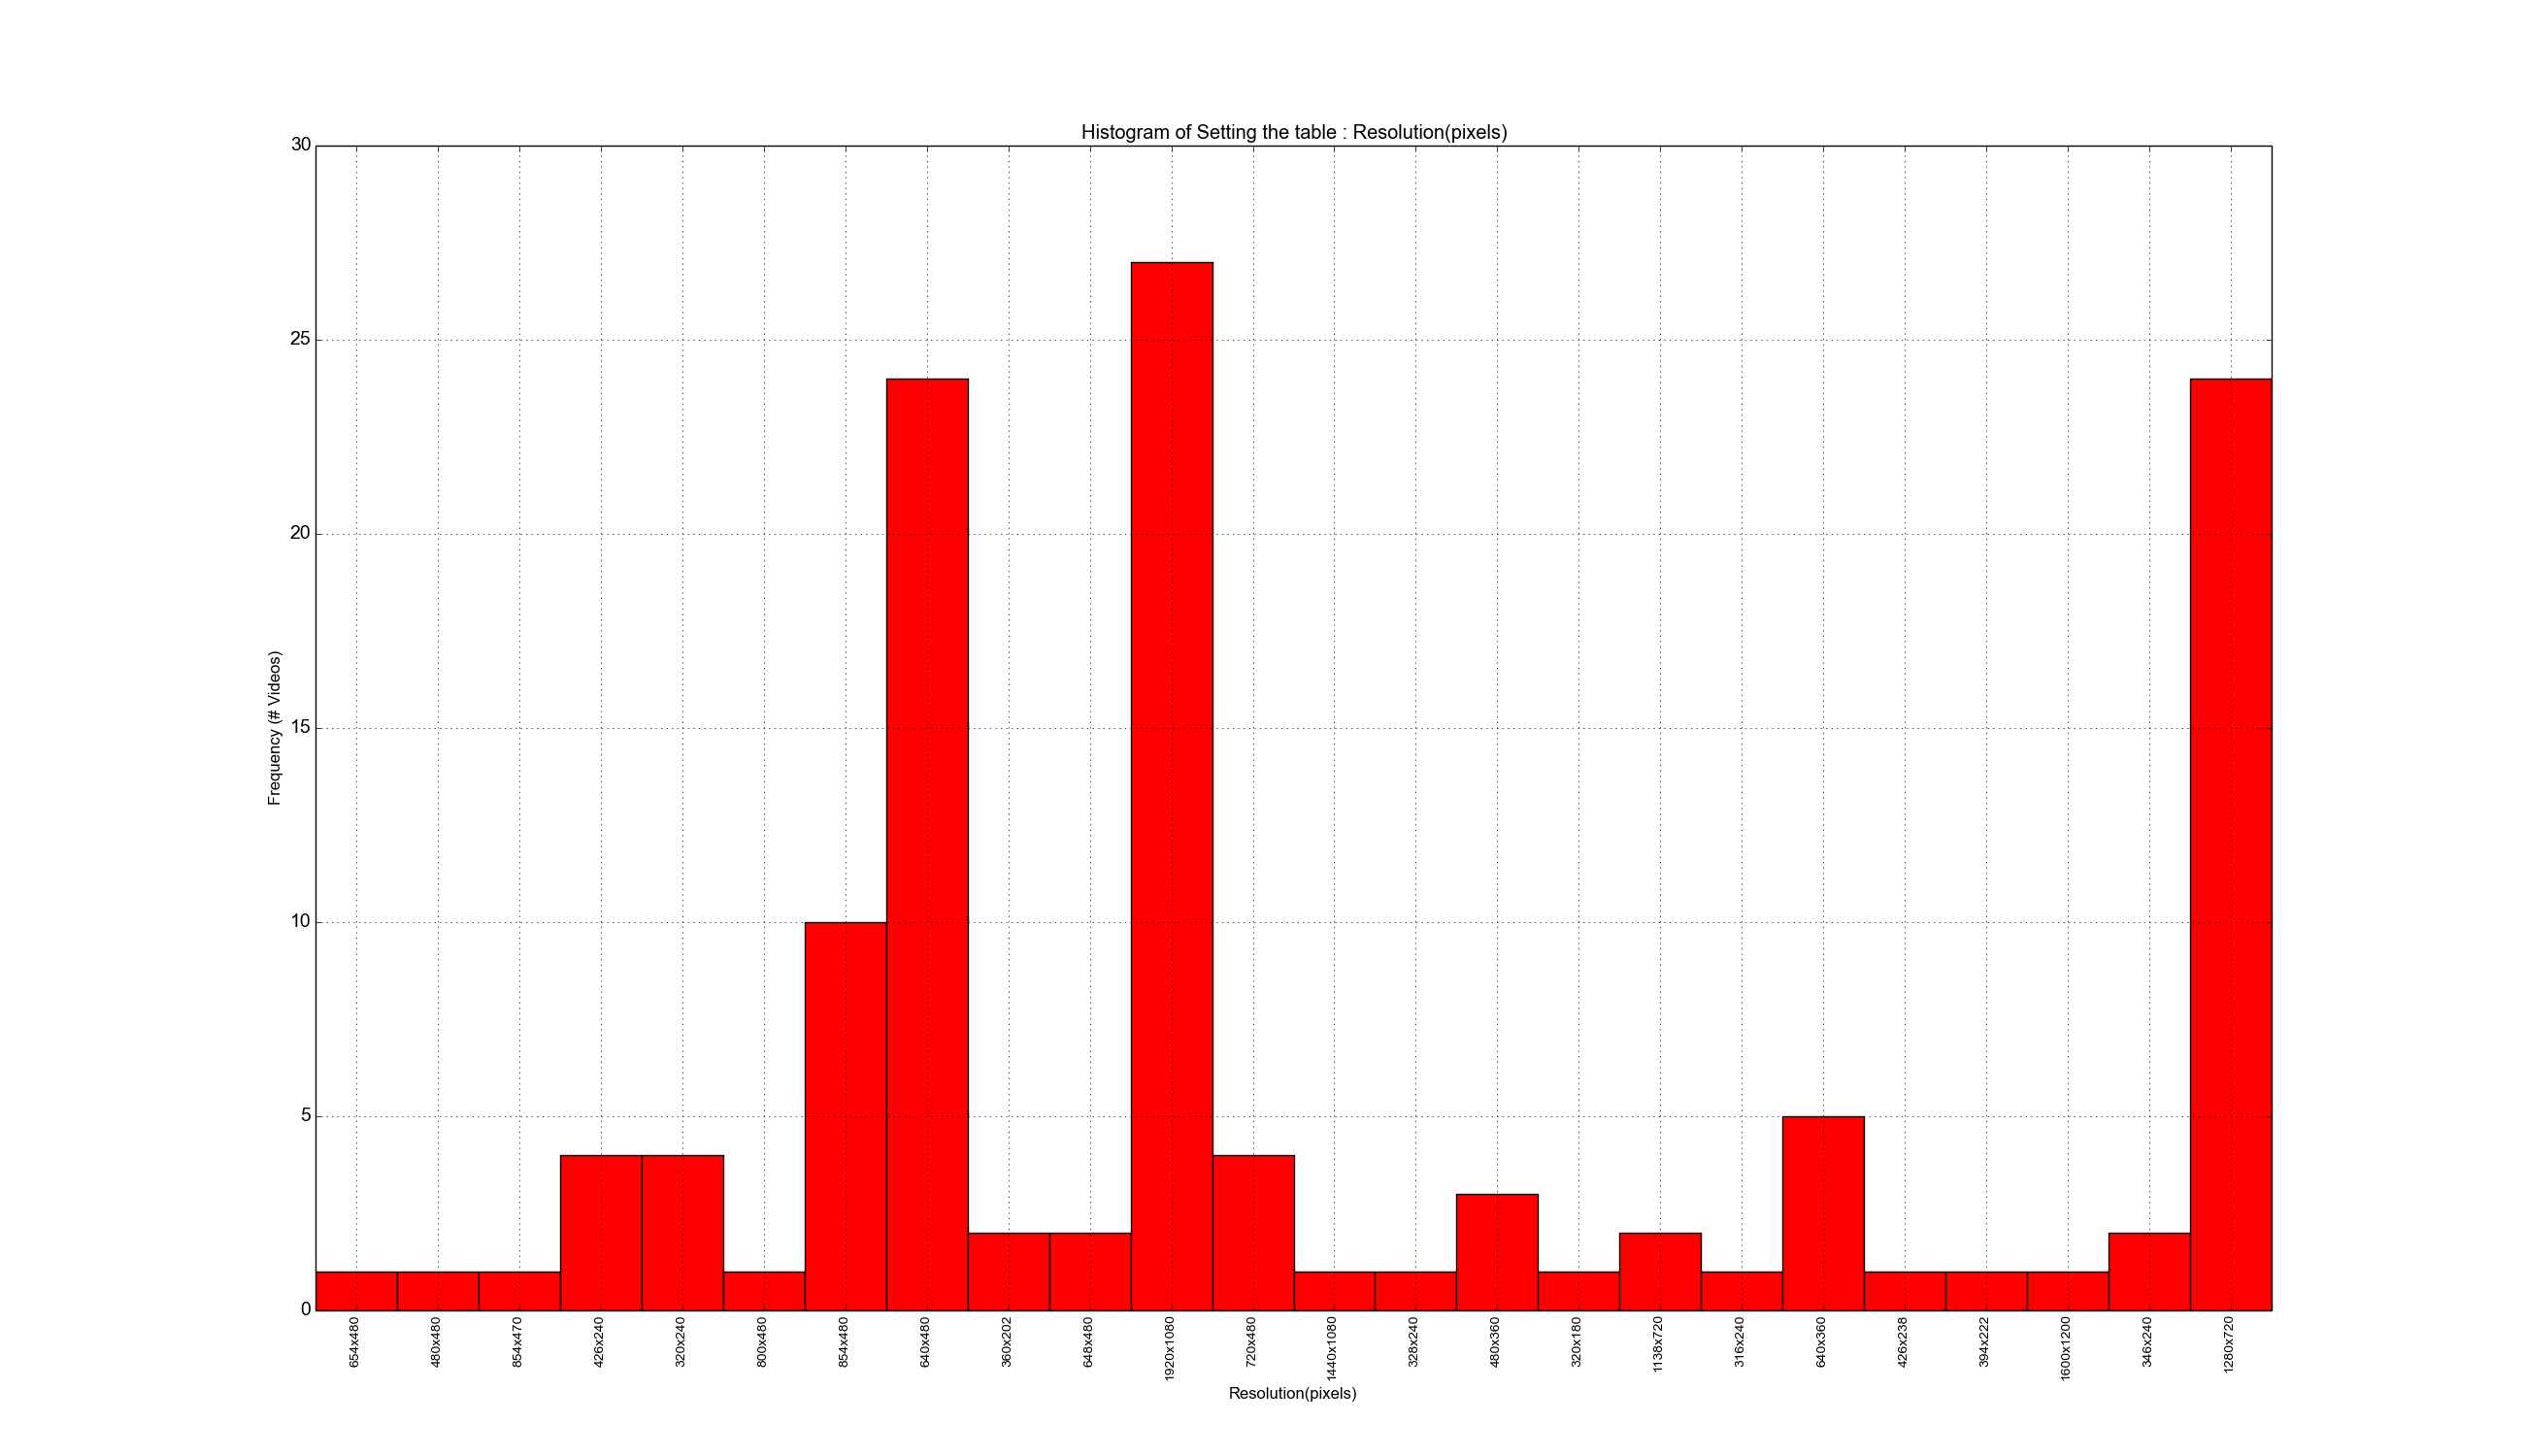 Histogram of Setting the table : Resolution(pixels)
30
25
20
15
10
5
0
Frequency (# Videos)
654x480
480x480
854x470
426x240
320x240
800x480
854x480
640x480
360x202
648x480
1920x1080
720x480
1440x1080
328x240
480x360
320x180
1138x720
316x240
640x360
426x238
394x222
1600x1200
346x240
1280x720
Resolution(pixels)